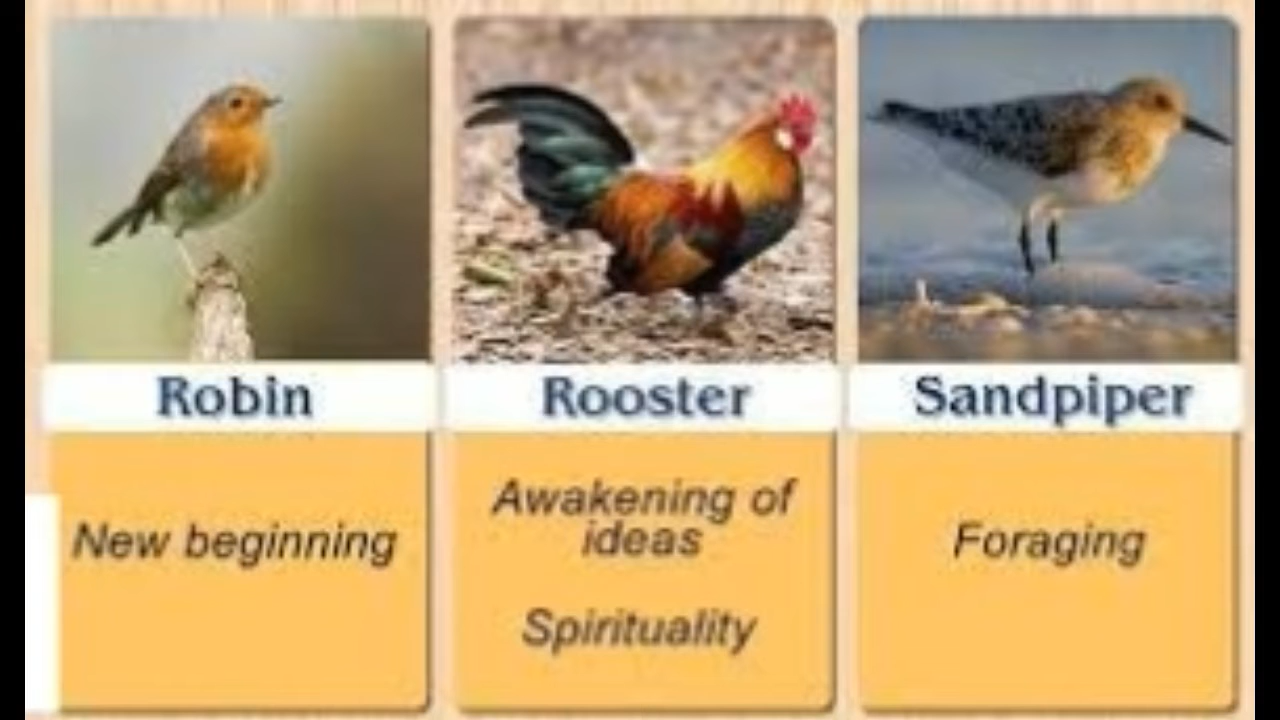 Robin
Rooster
Sandpiper
New beginning
Awakening of
ideas
Spirituality
Foraging